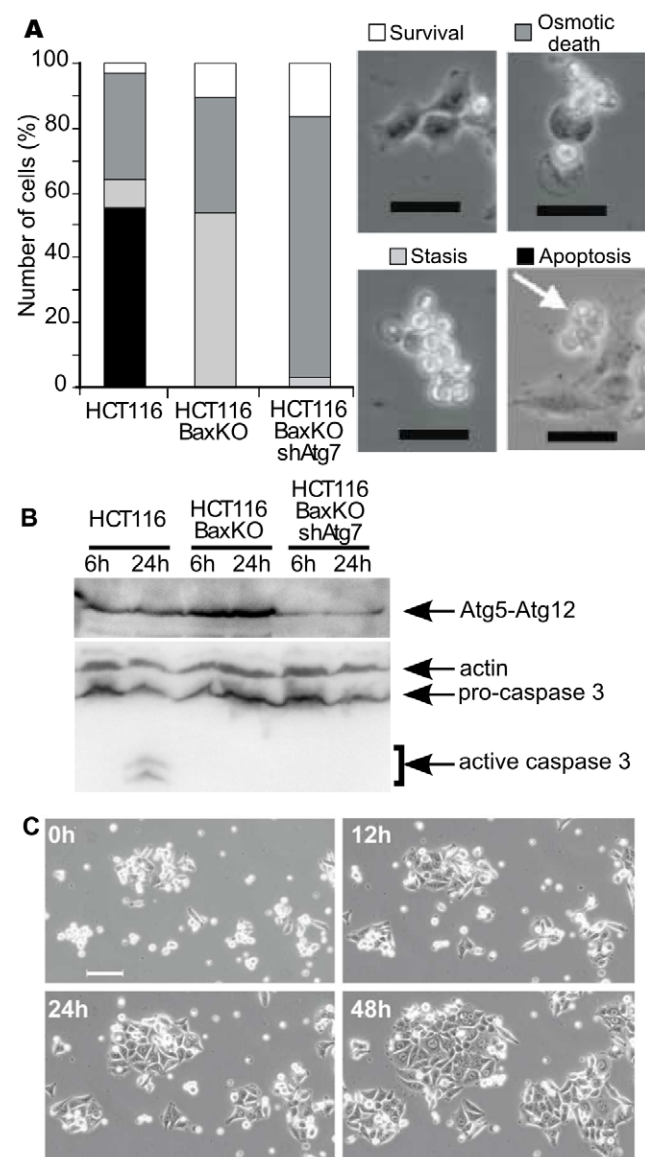 A
Survival
Osmotic
death
100
80
60
40
20
0
Number of cells (%)
HCT116
HCT116
BaxKO
HCT116
BaxKO
shAtg7
Stasis
Apoptosis
B
HCT116
HCT116
BaxKO
HCT116
BaxKO
shAtg7
6h 24h 6h 24h 6h 24h
Atg5-Atg12
actin
pro-caspase 3
active caspase 3
C
0h
12h
24h
48h